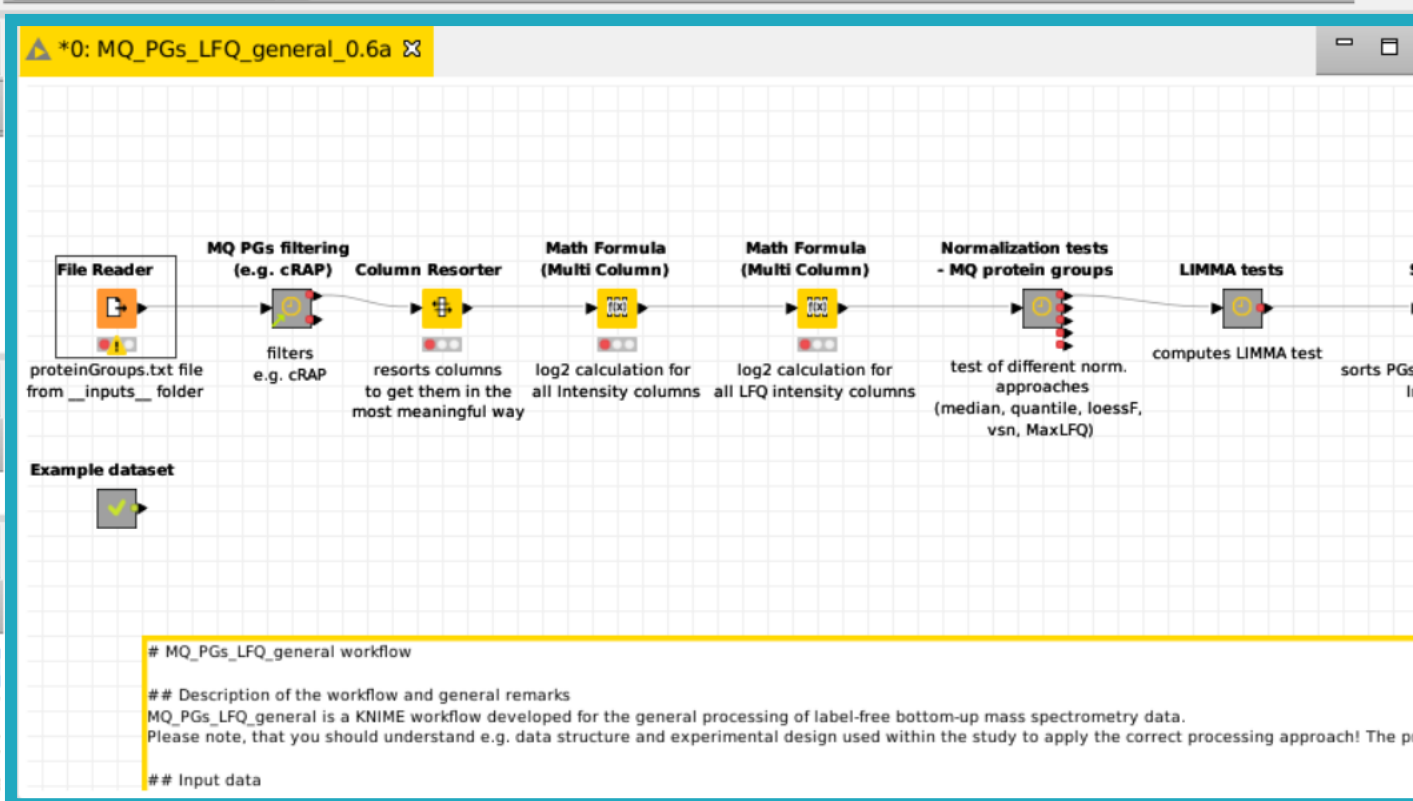 *0: MQ_PGs_LFQ_general_0.6a
File Reader
proteinGroups.txt file
from __inputs__ folder
MQ PGs filtering
(e.g. cRAP)
filters
e.g. cRAP
Column Resorter
resorts columns
to get them in the
most meaningful way
Math Formula
(Multi Column)
f(x)
log2 calculation for
all Intensity columns
Math Formula
(Multi Column)
f(x)
log2 calculation for
all LFQ intensity columns
Normalization tests
- MQ protein groups
test of different norm.
approaches
(median, quantile, loessF,
vsn, MaxLFQ)
LIMMA tests
computes LIMMA test
sorts PGs
Example dataset
# MQ_PGs_LFQ_general workflow
## Description of the workflow and general remarks
MQ_PGs_LFQ_general is a KNIME workflow developed for the general processing of label-free bottom-up mass spectrometry data.
Please note, that you should understand e.g. data structure and experimental design used within the study to apply the correct processing approach! The
## Input data